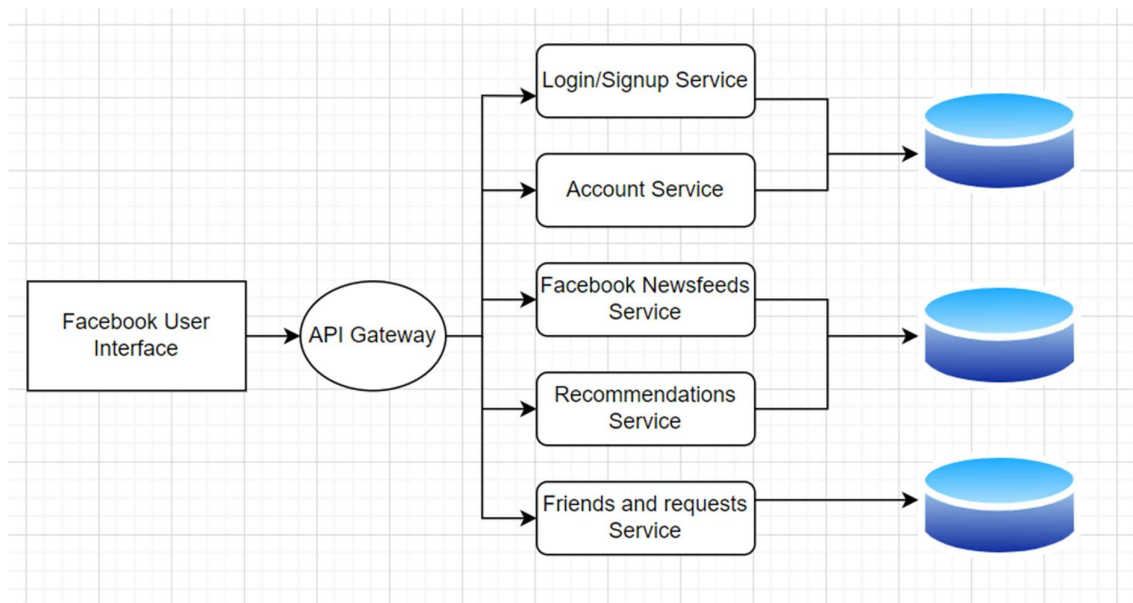 Login/Signup Service
Account Service
Facebook User
Interface
API Gateway
Facebook Newsfeeds
Service
Recommendations
Service
Friends and requests
Service